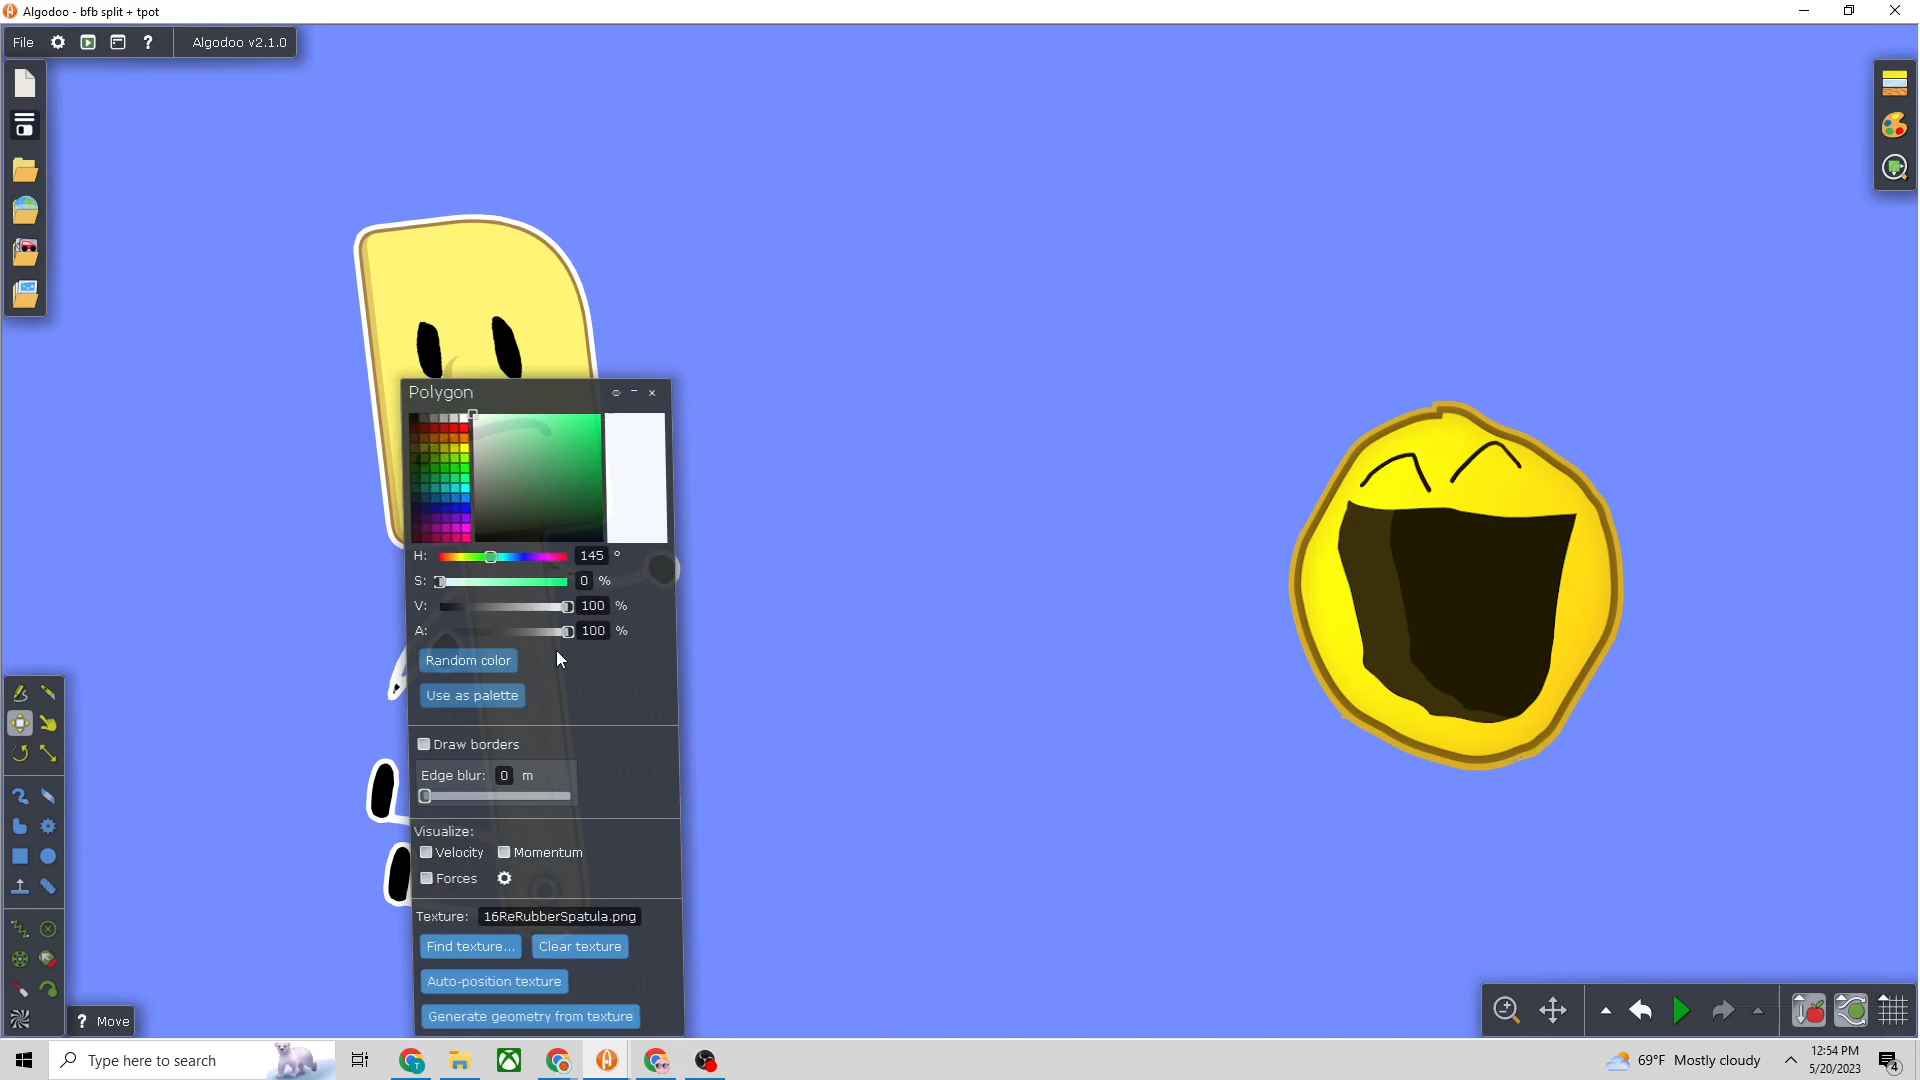 Algodoo - bfb split + tpot
File ? Algodoo v2.1.0
Polygon
H: 145 °
S: 0 %
V: 100 %
A: 100 %
Random color
Use as palette
Draw borders
Edge blur: 0 m
Visualize:
Velocity Momentum
Forces
Texture: 16ReRubberSpatula.png
Find texture... Clear texture
Auto-position texture
Generate geometry from texture
? Move
Type here to search
69°F Mostly cloudy
12:54 PM
5/20/2023
4